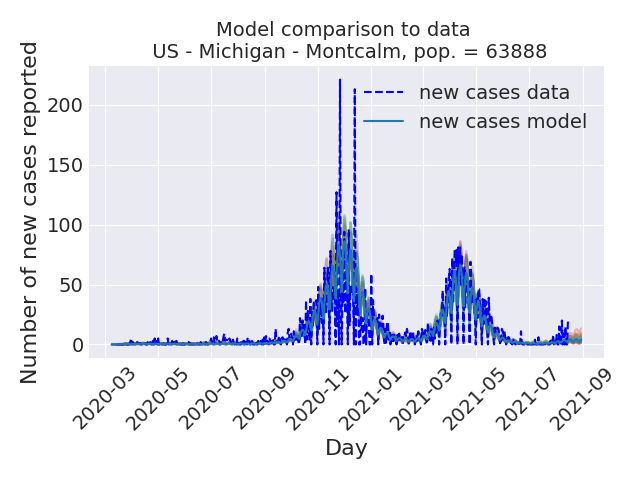 Model comparison to data
US - Michigan - Montcalm, pop. = 63888
Number of new cases reported
200
150
100
50
0
new cases data
new cases model
2020-03
2020-05
2020-07
2020-09
2020-11
2021-01
2021-03
2021-05
2021-07
2021-09
Day